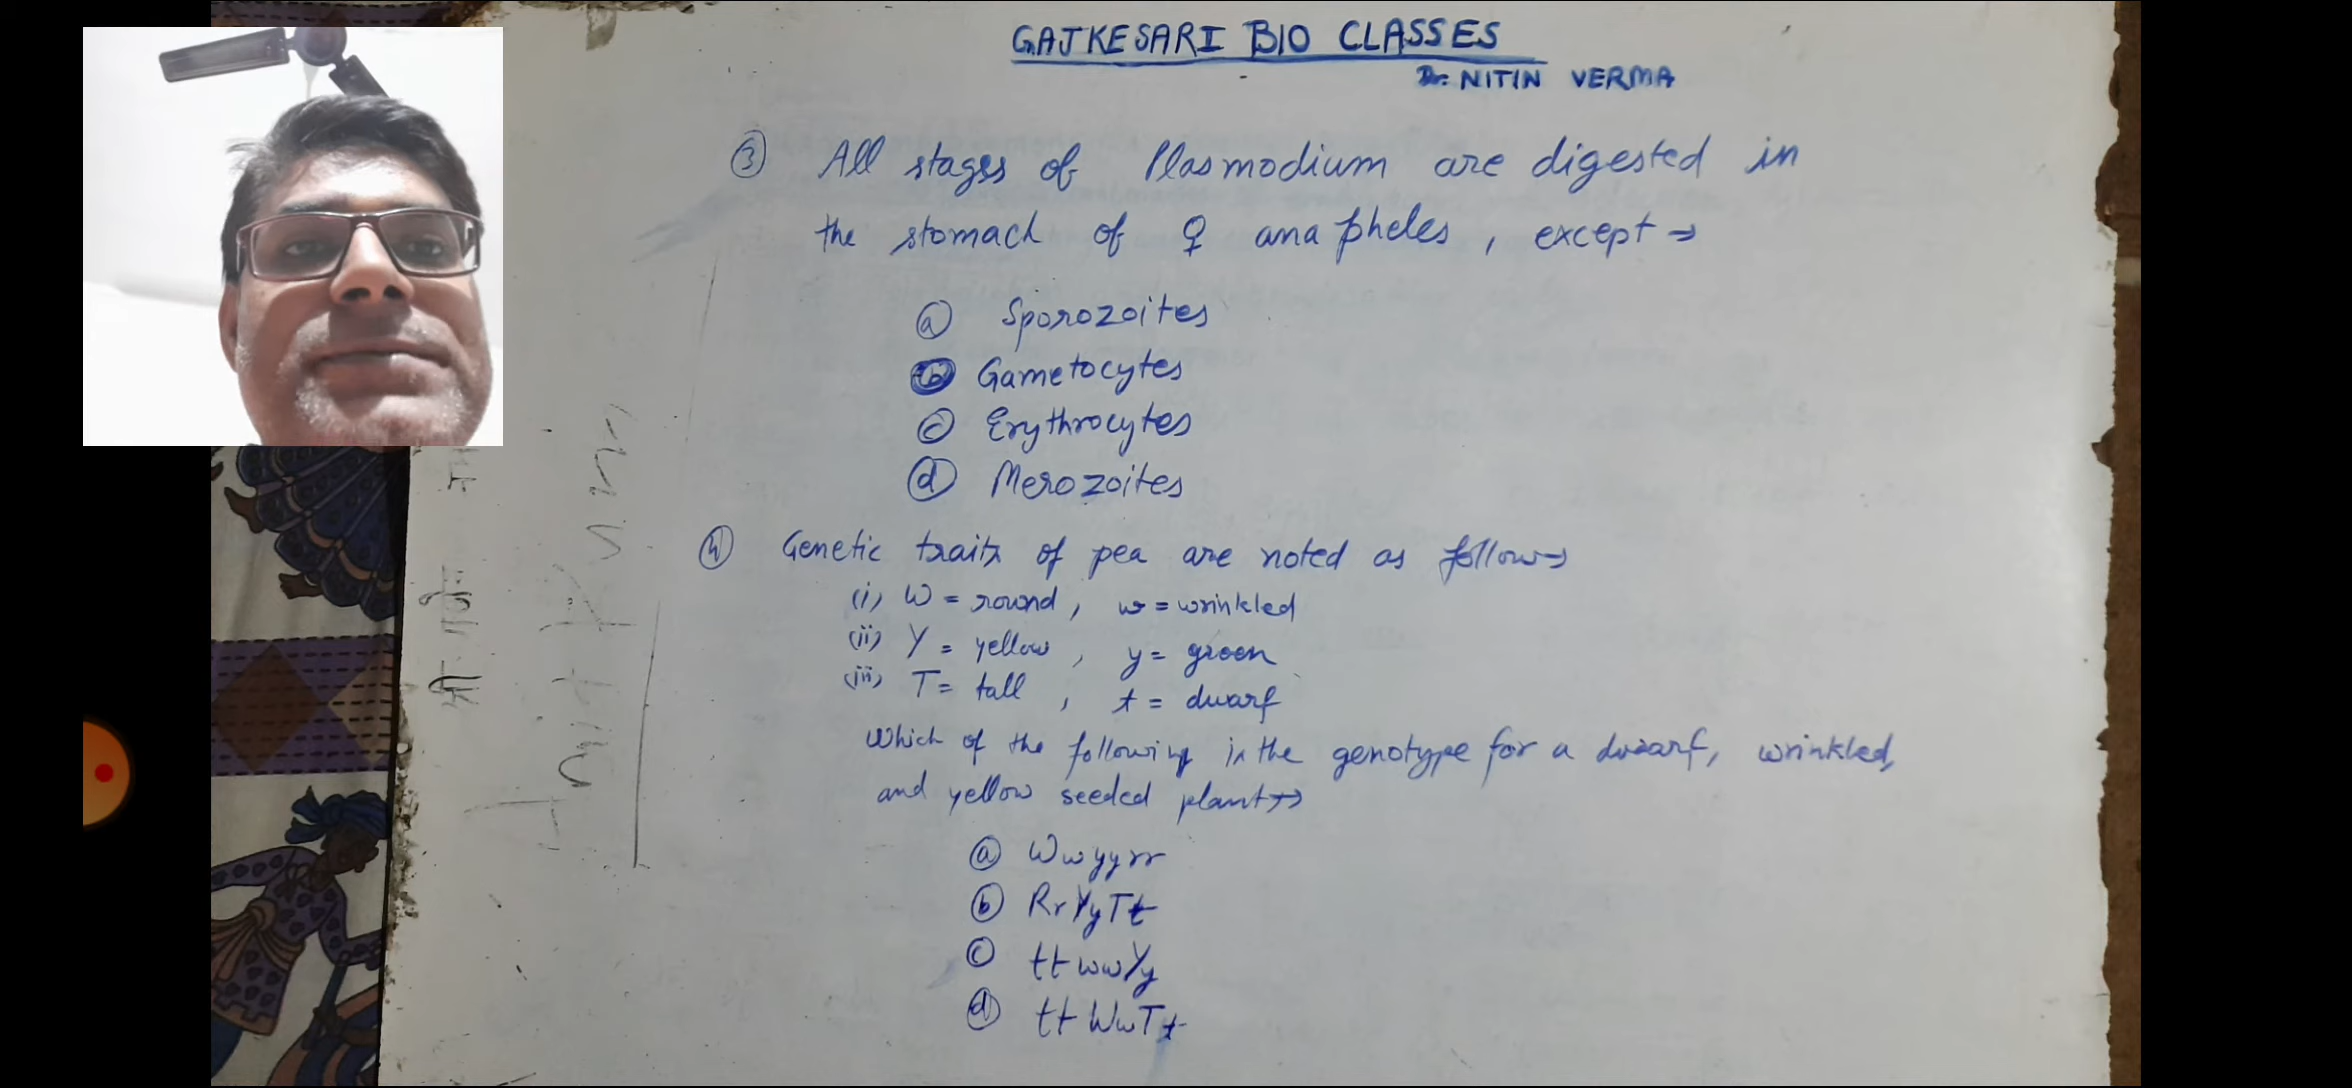 GAJKESARI BIO CLASSES
Dr. NITIN VERMA
③ All stages of Plasmodium are digested in
the stomach of ♀ anapheles, except →
ⓐ Sporozoites
ⓑ Gametocytes
ⓒ Erythrocytes
ⓓ Merozoites
④ Genetic traits of pea are noted as follow→
(i) W = round, w = wrinkled
(ii) Y = yellow, y = green
(iii) T = tall, t = dwarf
Which of the following is the genotype for a dwarf, wrinkled,
and yellow seeded plant→
ⓐ Wwyyrr
ⓑ RrYyTt
ⓒ ttwwYy
ⓓ ttWwTt